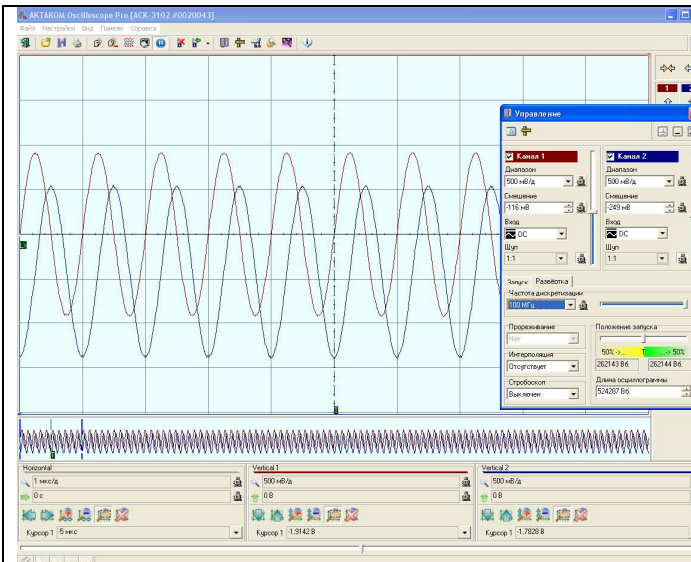 АКТАКОМ Oscilloscope Pro [АСК-3102 #0020043]
Файл Настройки Вид Панели Справка
1 2
Управление
Канал 1 Канал 2
Диапазон Диапазон
500 мВ/д 500 мВ/д
Смещение Смещение
-116 мВ -249 мВ
Вход Вход
DC DC
Щуп Щуп
1:1 1:1
Запуск Развёртка
Частота дискретизации
100 МГц
Прореживание Положение запуска
Нет
50% ->... T ...-> 50%
Интерполяция
Отсутствует 262143 Вб. 262144 Вб.
Стробоскоп Длина осциллограммы
Выключен 524287 Вб.
Horizontal Vertical 1 Vertical 2
1 мкс/д 500 мВ/д 500 мВ/д
0 с 0 В 0 В
Курсор 1 -5 мкс Курсор 1 -1,9142 В Курсор 1 -1,7828 В